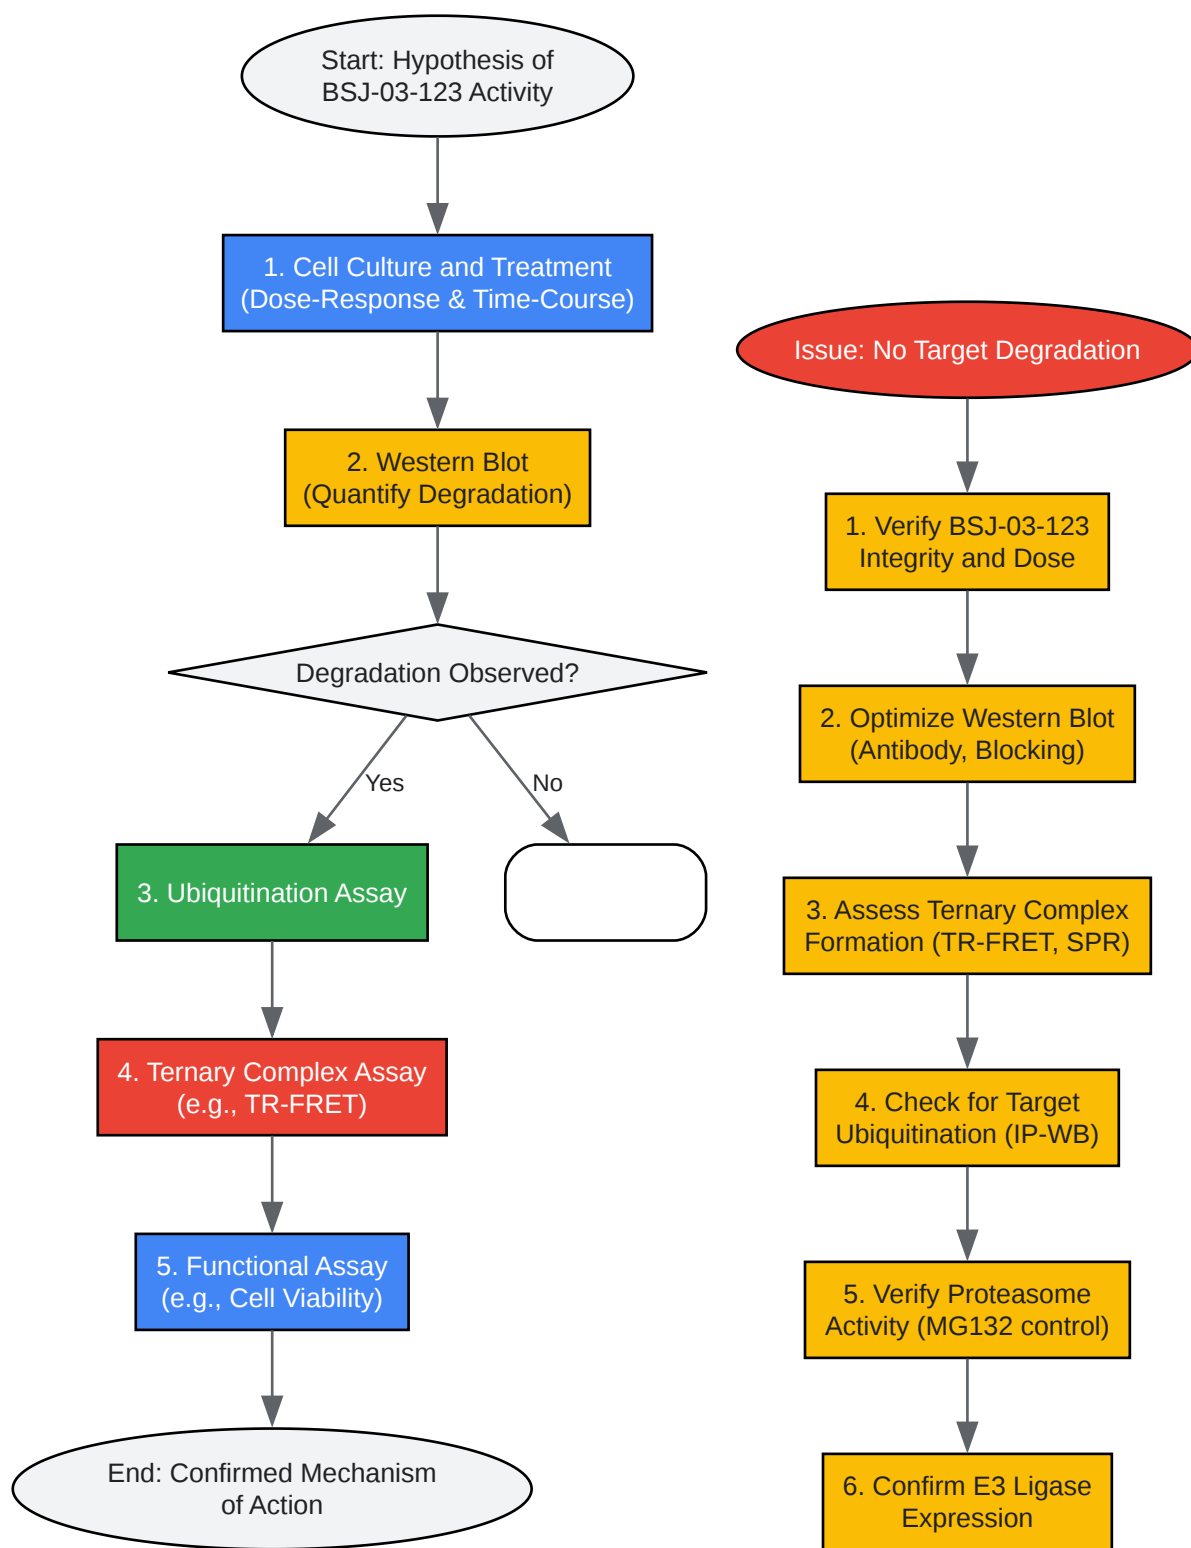 Start: Hypothesis of
BSJ-03-123 Activity
1. Cell Culture and Treatment
(Dose-Response & Time-Course)
2. Western Blot
(Quantify Degradation)
Degradation Observed?
Yes
No
3. Ubiquitination Assay
4. Ternary Complex Assay
(e.g., TR-FRET)
5. Functional Assay
(e.g., Cell Viability)
End: Confirmed Mechanism
of Action
Issue: No Target Degradation
1. Verify BSJ-03-123
Integrity and Dose
2. Optimize Western Blot
(Antibody, Blocking)
3. Assess Ternary Complex
Formation (TR-FRET, SPR)
4. Check for Target
Ubiquitination (IP-WB)
5. Verify Proteasome
Activity (MG132 control)
6. Confirm E3 Ligase
Expression